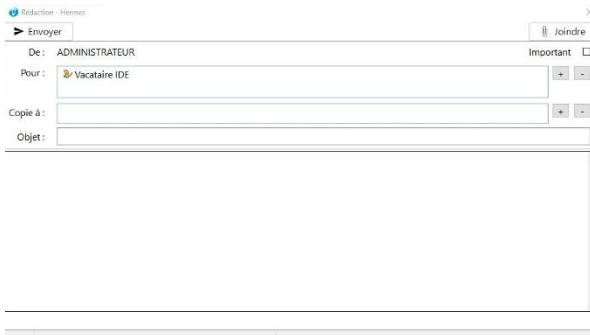 Rédaction - Hermes
Envoyer
Joindre
De : ADMINISTRATEUR
Important
Pour : Vacataire IDE
+ -
Copie à :
+ -
Objet :